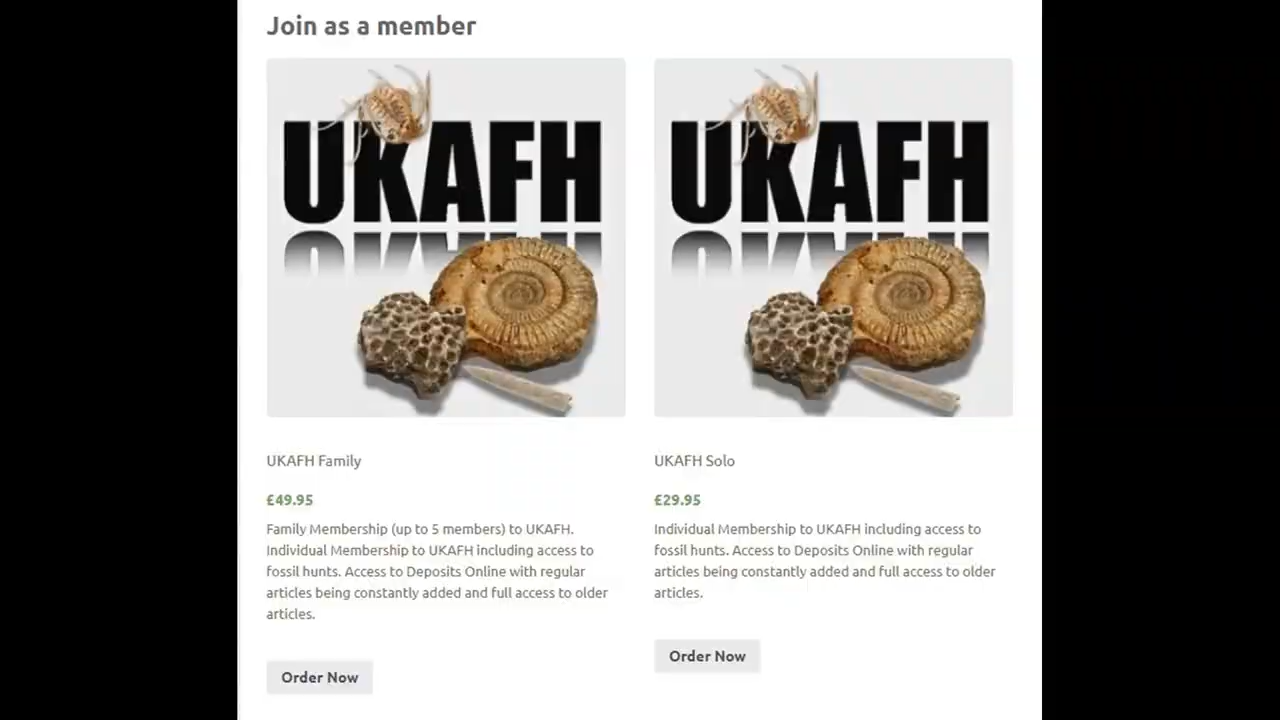 Join as a member
UKAFH
UKAFH
UKAFH Family
£49.95
Family Membership (up to 5 members) to UKAFH.
Individual Membership to UKAFH including access to
fossil hunts. Access to Deposits Online with regular
articles being constantly added and full access to older
articles.
Order Now
UKAFH Solo
£29.95
Individual Membership to UKAFH including access to
fossil hunts. Access to Deposits Online with regular
articles being constantly added and full access to older
articles.
Order Now